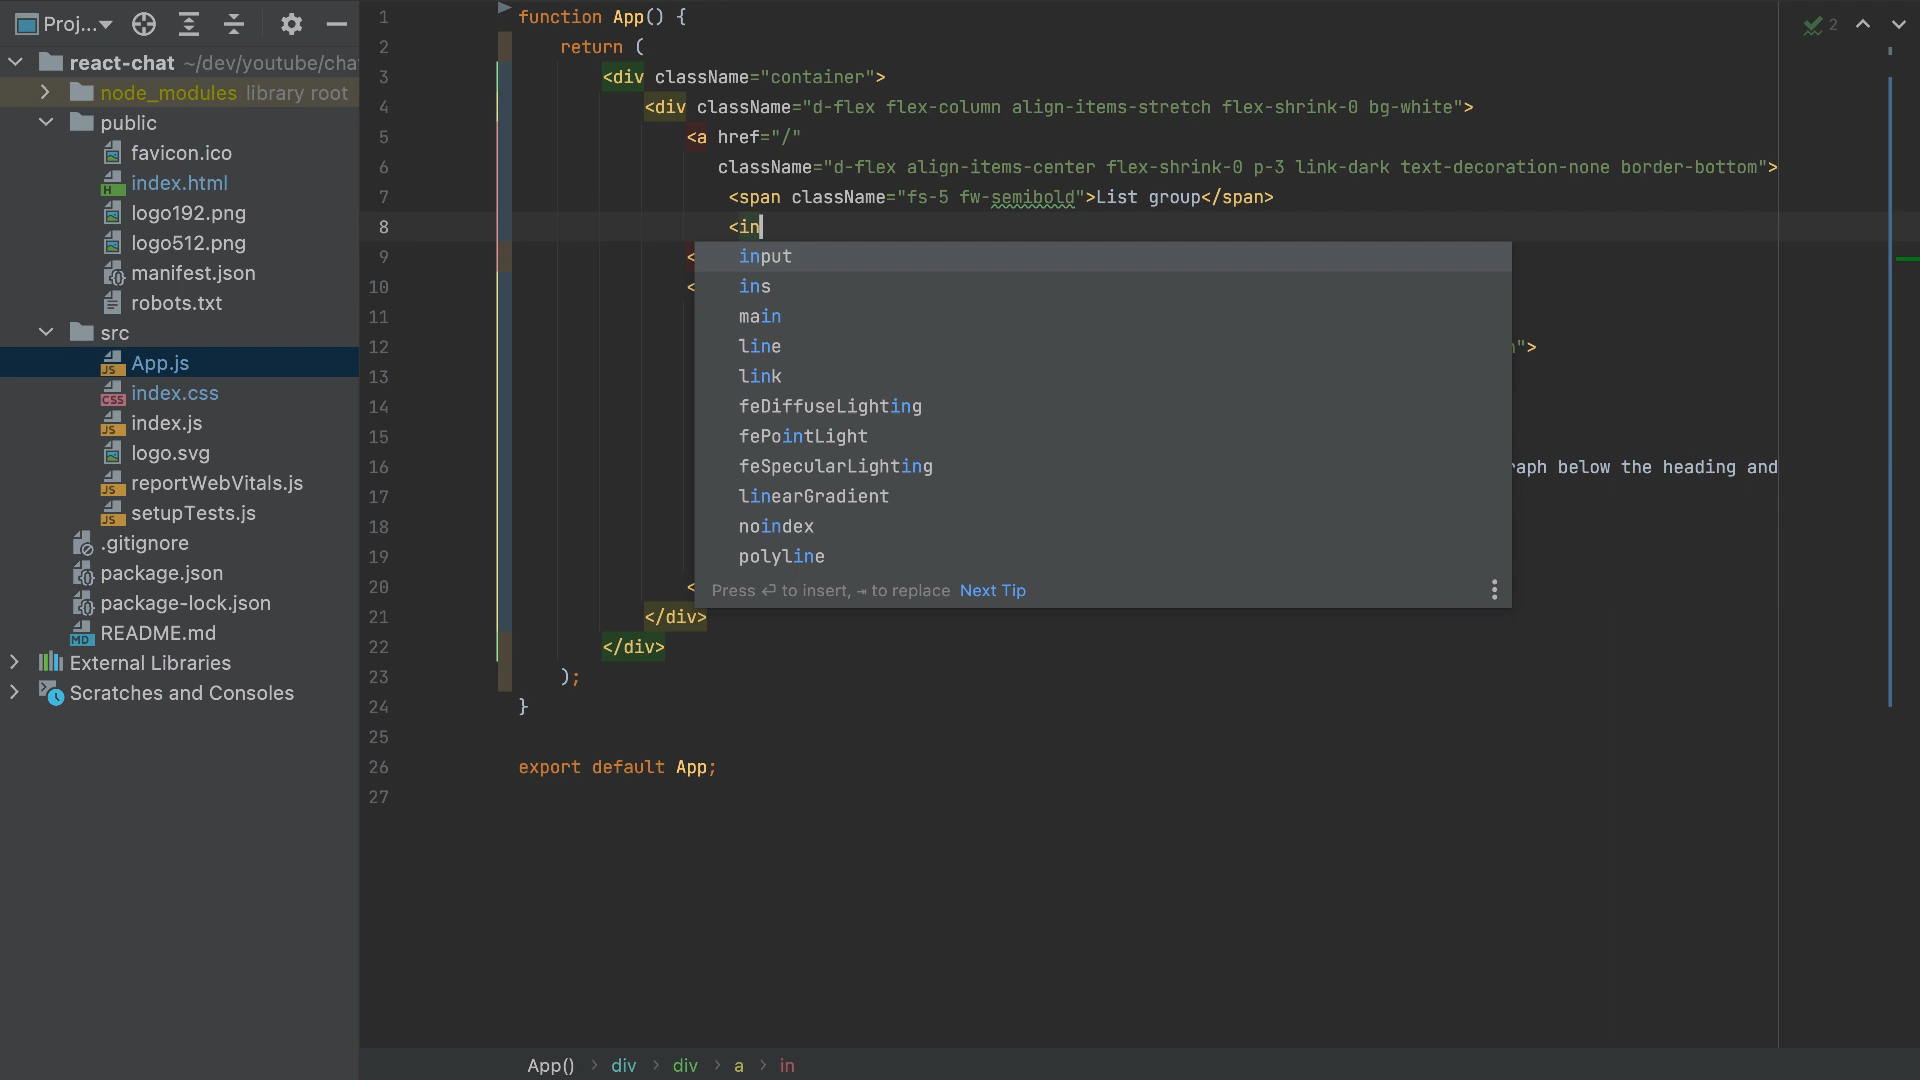 Proj...
react-chat ~/dev/youtube/cha
node_modules library root
public
favicon.ico
index.html
logo192.png
logo512.png
manifest.json
robots.txt
src
App.js
index.css
index.js
logo.svg
reportWebVitals.js
setupTests.js
.gitignore
package.json
package-lock.json
README.md
External Libraries
Scratches and Consoles
1 function App() {
2 return (
3 <div className="container">
4 <div className="d-flex flex-column align-items-stretch flex-shrink-0 bg-white">
5 <a href="/"
6 className="d-flex align-items-center flex-shrink-0 p-3 link-dark text-decoration-none border-bottom">
7 <span className="fs-5 fw-semibold">List group</span>
8 <in
9 <
10 <
11
12 ">
13
14
15
16 raph below the heading and
17
18
19
20 <
21 </div>
22 </div>
23 );
24 }
25
26 export default App;
27
input
ins
main
line
link
feDiffuseLighting
fePointLight
feSpecularLighting
linearGradient
noindex
polyline
Press ↵ to insert, ⇥ to replace Next Tip
2
App() > div > div > a > in